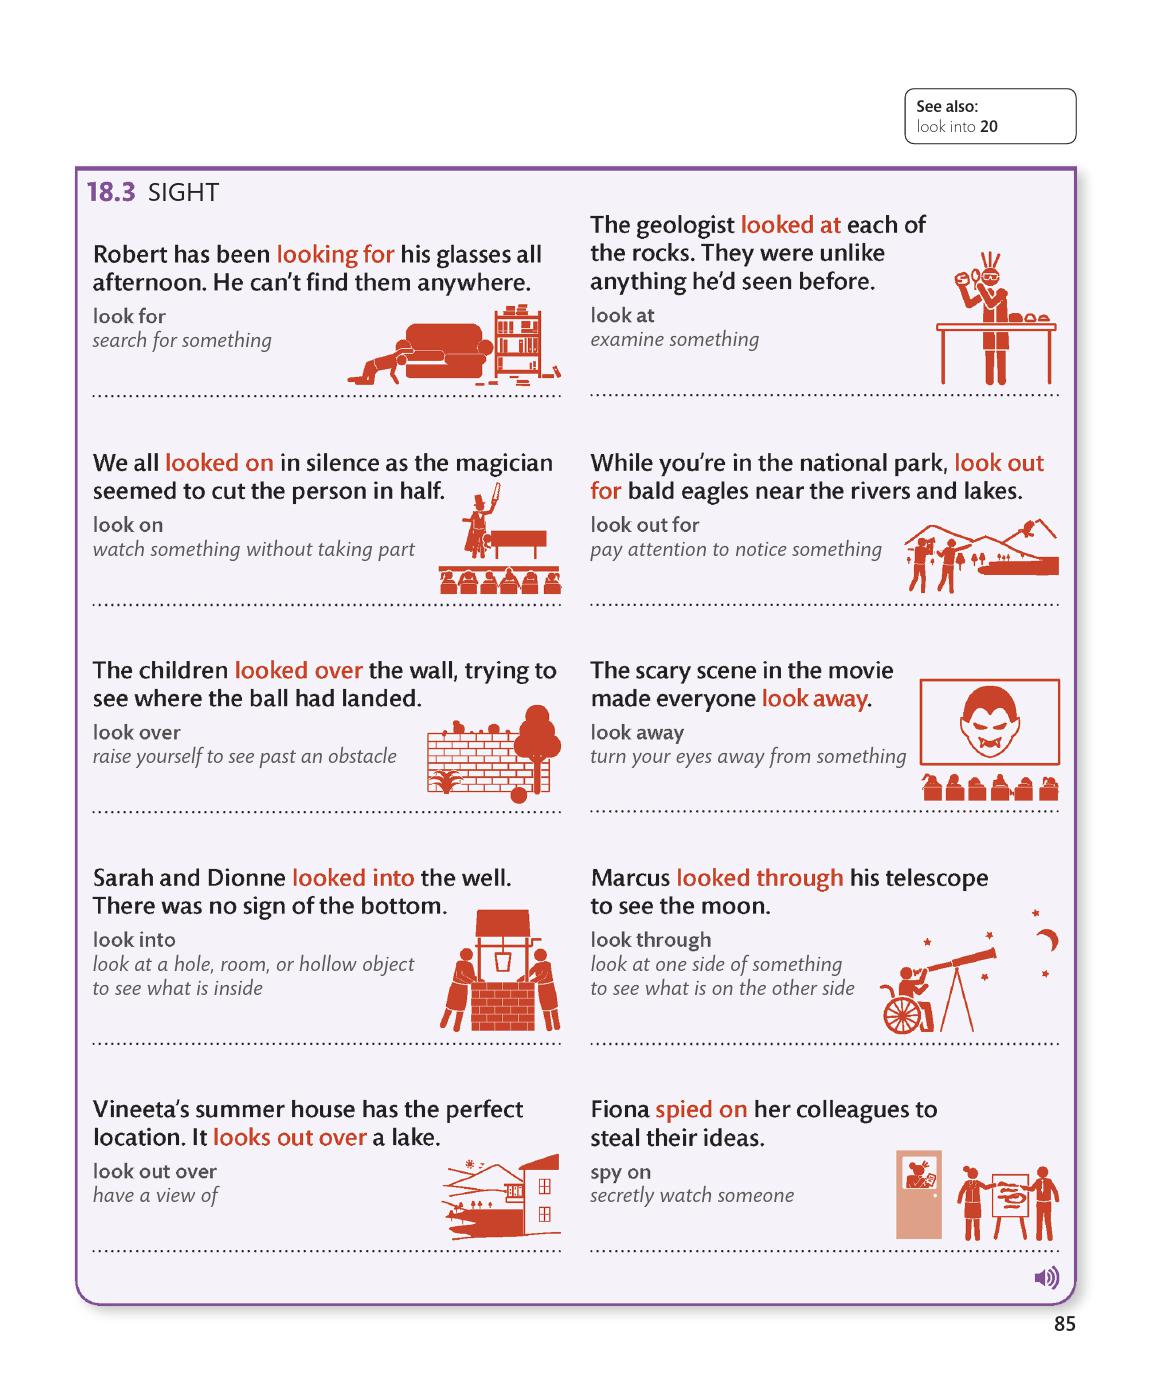 See also:
look into 20
18.3 SIGHT
Robert has been looking for his glasses all
afternoon. He can't find them anywhere.
look for
search for something
The geologist looked at each of
the rocks. They were unlike
anything he'd seen before.
look at
examine something
We all looked on in silence as the magician
seemed to cut the person in half.
look on
watch something without taking part
While you're in the national park, look out
for bald eagles near the rivers and lakes.
look out for
pay attention to notice something
The children looked over the wall, trying to
see where the ball had landed.
look over
raise yourself to see past an obstacle
The scary scene in the movie
made everyone look away.
look away
turn your eyes away from something
Sarah and Dionne looked into the well.
There was no sign of the bottom.
look into
look at a hole, room, or hollow object
to see what is inside
Marcus looked through his telescope
to see the moon.
look through
look at one side of something
to see what is on the other side
Vineeta's summer house has the perfect
location. It looks out over a lake.
look out over
have a view of
Fiona spied on her colleagues to
steal their ideas.
spy on
secretly watch someone
85